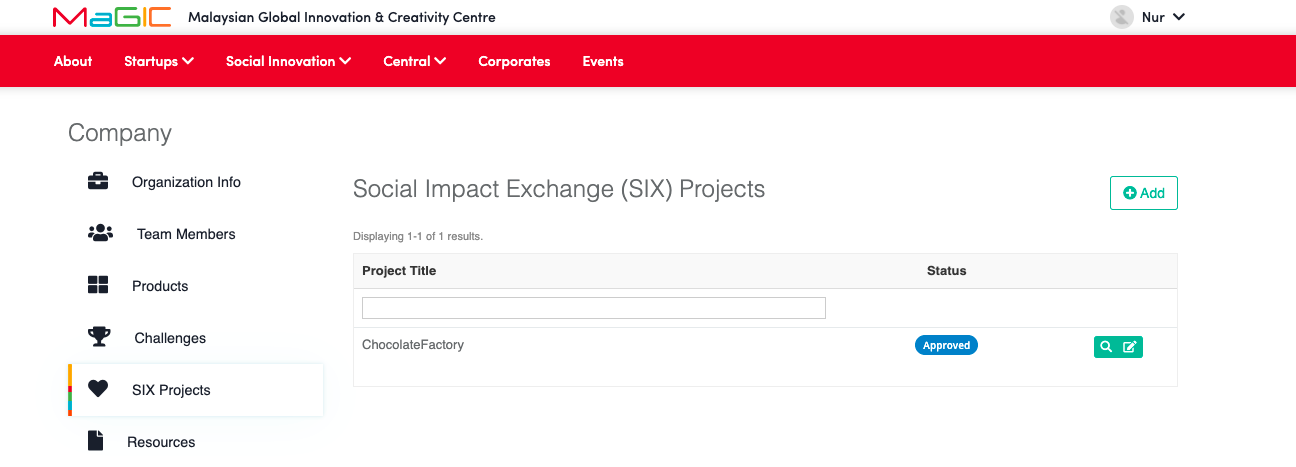 MaGIC Malaysian Global Innovation & Creativity Centre Nur
About Startups Social Innovation Central Corporates Events
Company
Organization Info
Team Members
Products
Challenges
SIX Projects
Resources
Social Impact Exchange (SIX) Projects Add
Displaying 1-1 of 1 results.
Project Title Status
ChocolateFactory Approved